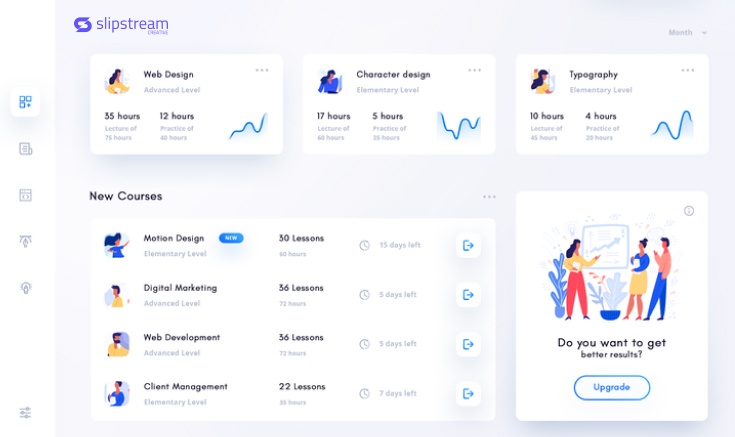 slipstream
CREATIVE
Month
Web Design
Advanced Level
35 hours
Lecture of
75 hours
12 hours
Practice of
40 hours
Character design
Elementary Level
17 hours
Lecture of
60 hours
5 hours
Practice of
35 hours
Typography
Elementary Level
10 hours
Lecture of
45 hours
4 hours
Practice of
20 hours
New Courses
Motion Design NEW 30 Lessons 15 days left
Elementary Level 60 hours
Digital Marketing 36 Lessons 5 days left
Advanced Level 72 hours
Web Development 36 Lessons 5 days left
Advanced Level 72 hours
Client Management 22 Lessons 7 days left
Elementary Level 35 hours
Do you want to get
better results?
Upgrade